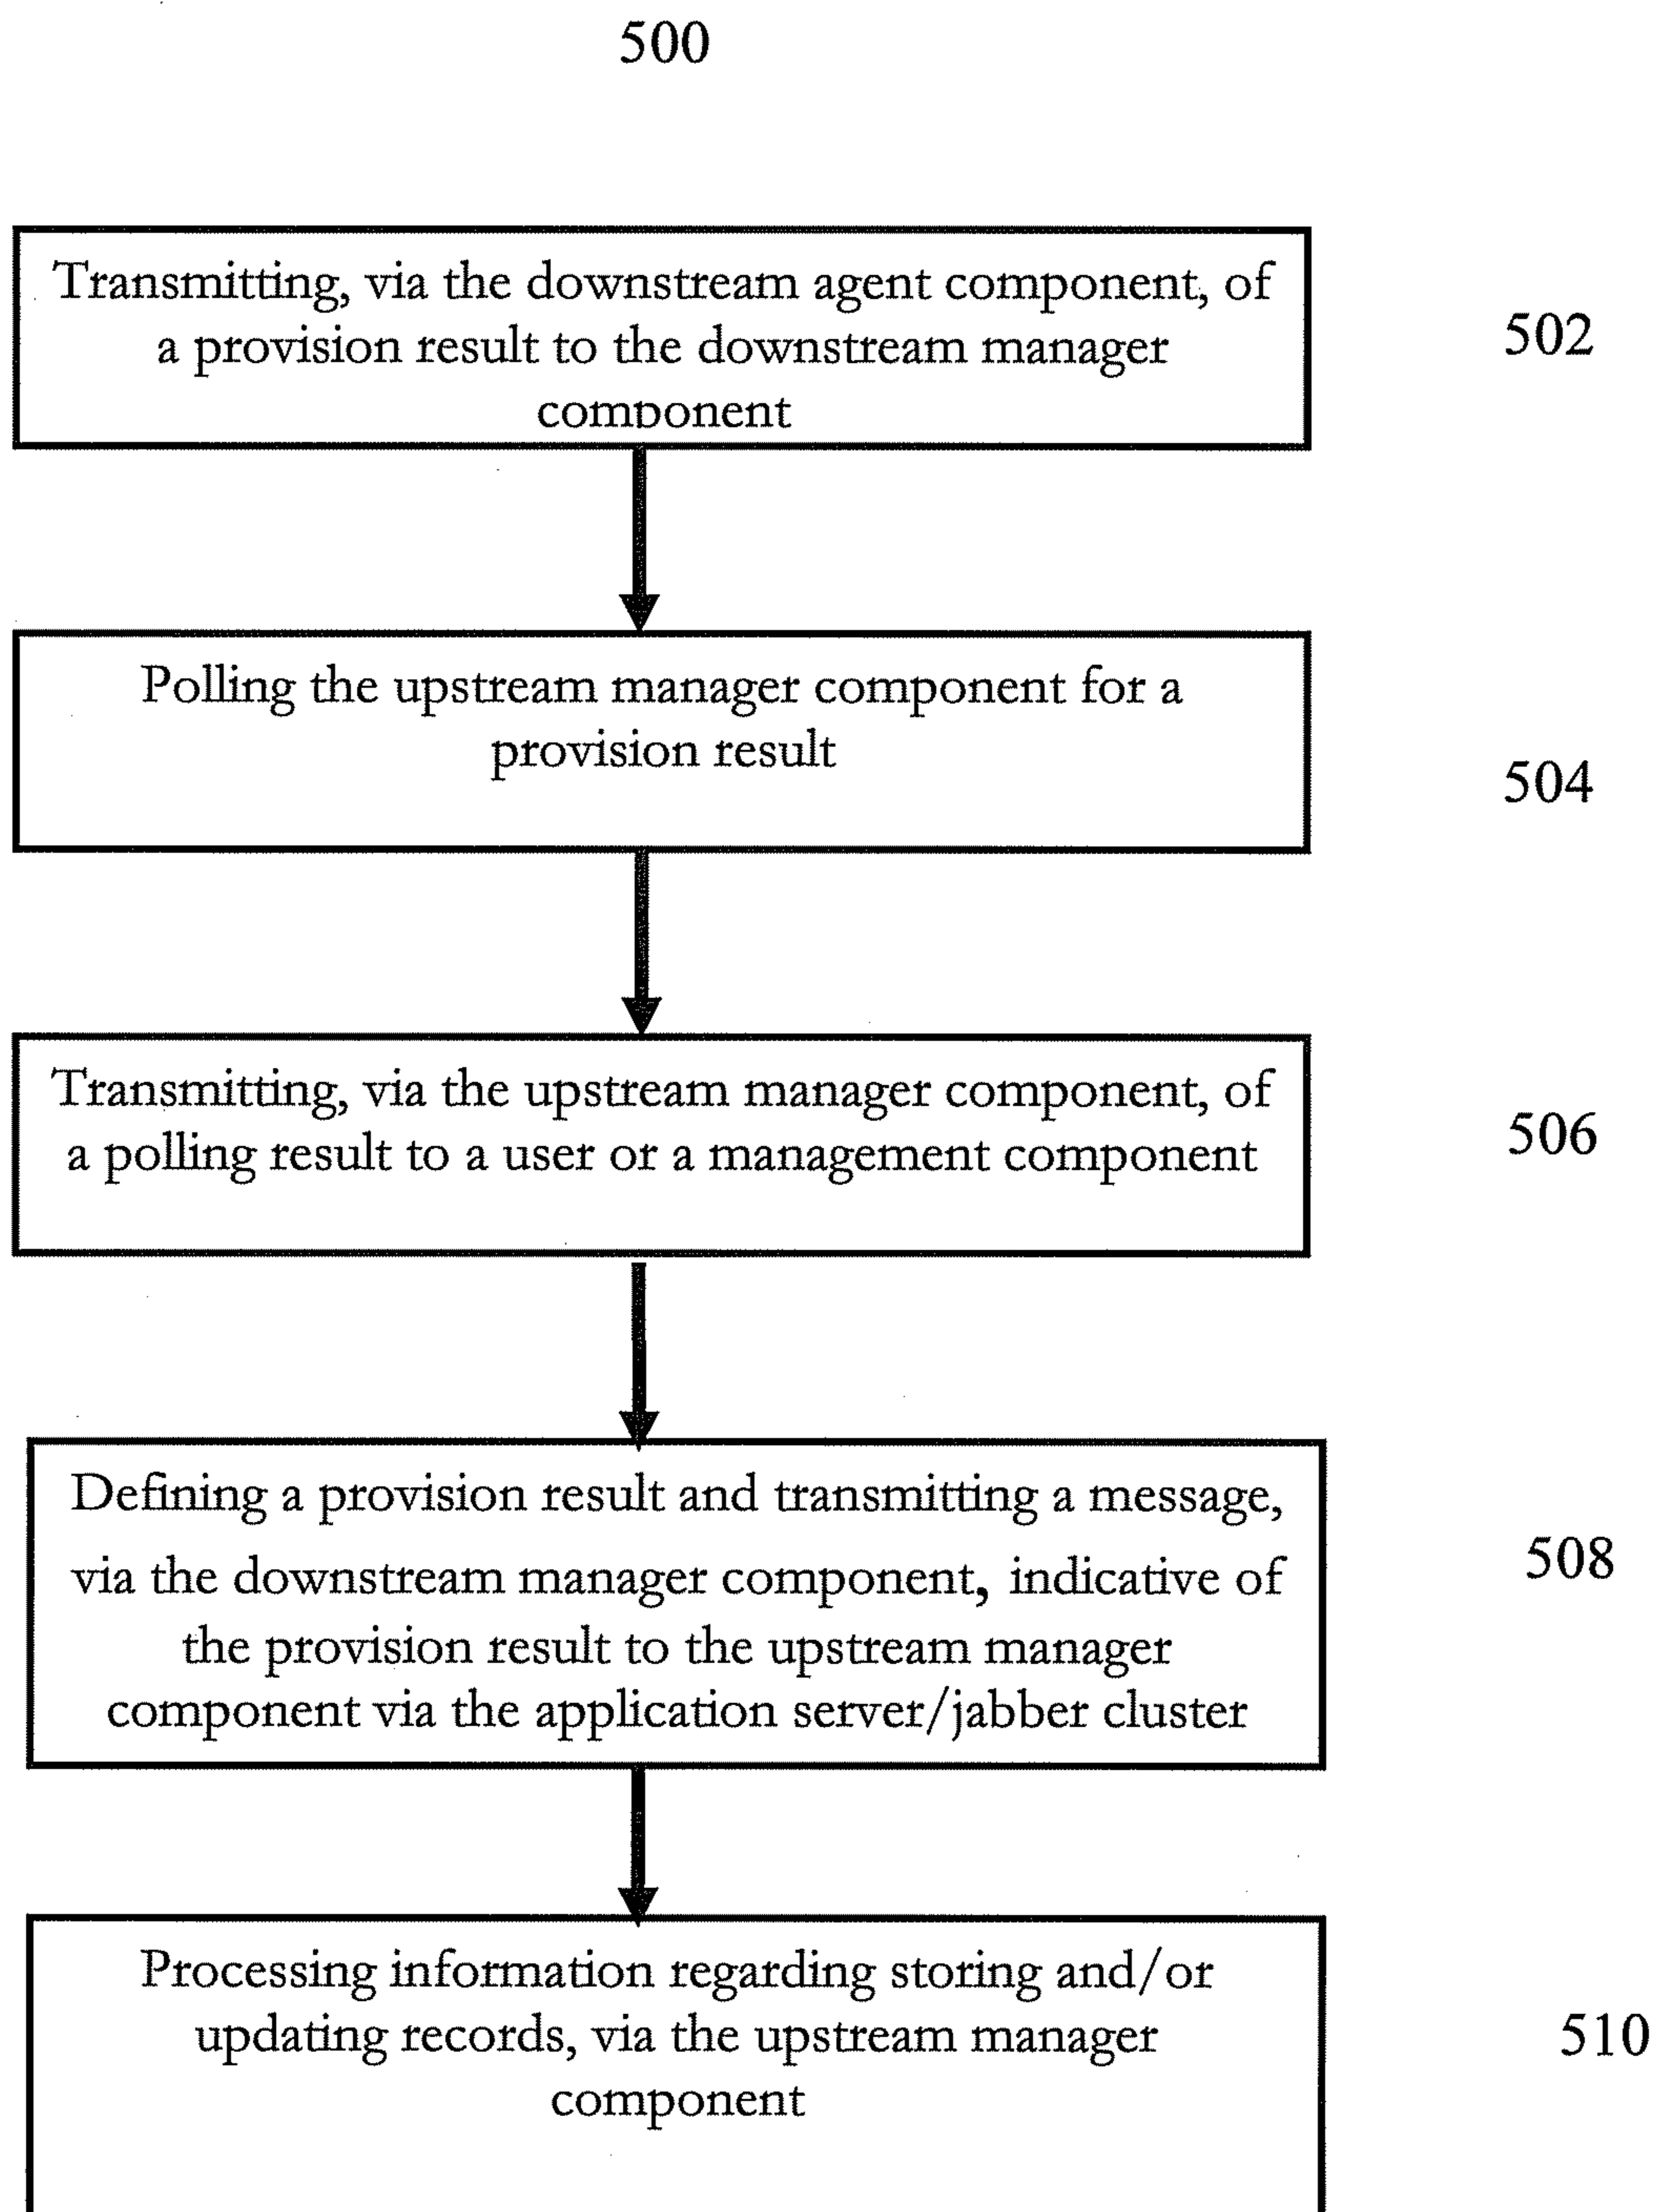 500
Transmitting, via the downstream agent component, of
a provision result to the downstream manager
component
502
Polling the upstream manager component for a
provision result
504
Transmitting, via the upstream manager component, of
a polling result to a user or a management component
506
Defining a provision result and transmitting a message,
via the downstream manager component, indicative of
the provision result to the upstream manager
component via the application server/jabber cluster
508
Processing information regarding storing and/or
updating records, via the upstream manager
component
510